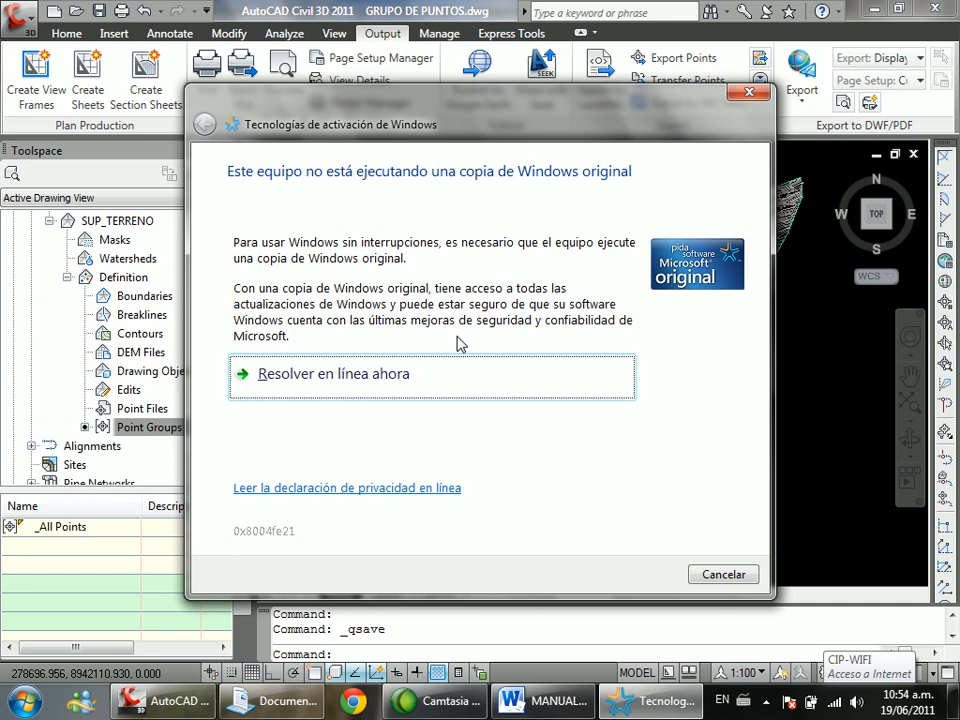 AutoCAD Civil 3D 2011 GRUPO DE PUNTOS.dwg
Type a keyword or phrase
3D
Home Insert Annotate Modify Analyze View Output Manage Express Tools
Page Setup Manager
View Details
Export Points
Transfer Points
Export: Display
Page Setup: C
SEEK
Create View Frames
Create Sheets
Create Section Sheets
Export
Plan Production
Export to DWF/PDF
Toolspace
Active Drawing View
SUP_TERRENO
Masks
Watersheds
Definition
Boundaries
Breaklines
Contours
DEM Files
Drawing Obje
Edits
Point Files
Point Groups
Alignments
Sites
Pipe Networks
Name Descrip
_All Points
Tecnologías de activación de Windows
Este equipo no está ejecutando una copia de Windows original
Para usar Windows sin interrupciones, es necesario que el equipo ejecute
una copia de Windows original.
Con una copia de Windows original, tiene acceso a todas las
actualizaciones de Windows y puede estar seguro de que su software
Windows cuenta con las últimas mejoras de seguridad y confiabilidad de
Microsoft.
pida
software
Microsoft
original
Resolver en línea ahora
Leer la declaración de privacidad en línea
0x8004fe21
Cancelar
N
W TOP E
S
WCS
Command:
Command: _qsave
Command:
278696.956, 8942110.930, 0.000
MODEL
1:100
CIP-WIFI
Acceso a Internet
AutoCAD ...
Documen...
Camtasia ...
MANUAL...
Tecnolog...
EN
10:54 a.m.
19/06/2011